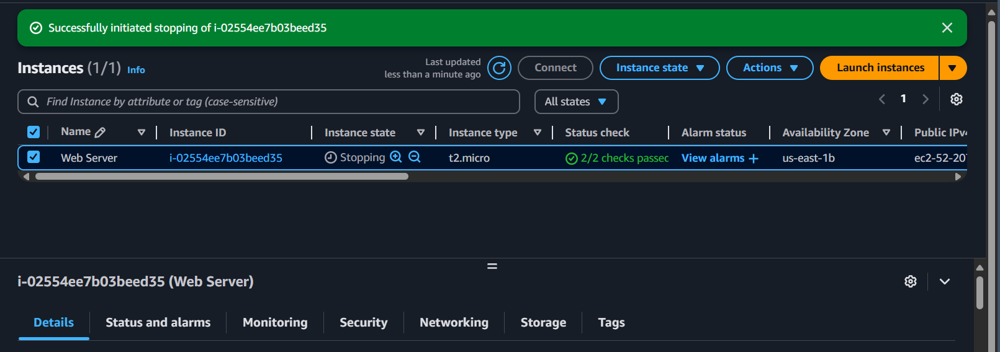 Successfully initiated stopping of i-02554ee7b03beed35
Instances (1/1) Info
Last updated
less than a minute ago
Connect
Instance state
Actions
Launch instances
Find Instance by attribute or tag (case-sensitive)
All states
1
Name Instance ID Instance state Instance type Status check Alarm status Availability Zone Public IPv4
Web Server i-02554ee7b03beed35 Stopping t2.micro 2/2 checks passed View alarms + us-east-1b ec2-52-20
i-02554ee7b03beed35 (Web Server)
Details Status and alarms Monitoring Security Networking Storage Tags